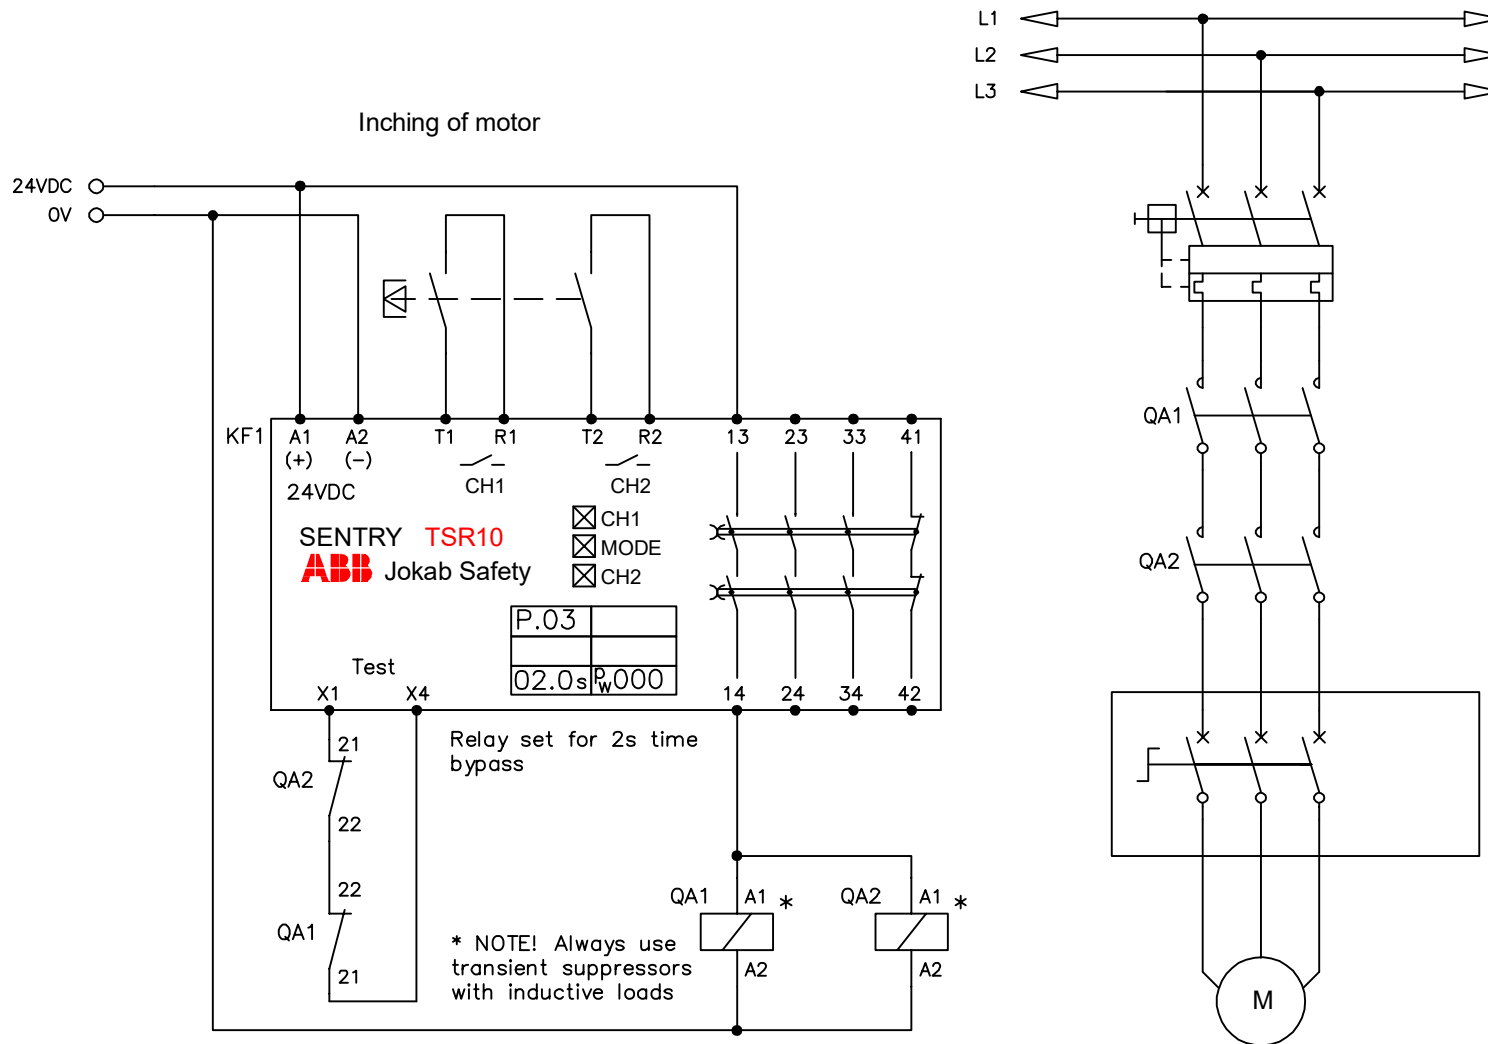 L1
L2
L3
Inching of motor
24VDC
0V
KF1
A1 A2 T1 R1 T2 R2 13 23 33 41
(+) (-)
CH1 CH2
24VDC
CH1
SENTRY TSR10
MODE
ABB Jokab Safety
CH2
P.03
Test
02.0s PW000
X1 X4 14 24 34 42
Relay set for 2s time
bypass
21
QA2
22
22
QA1
21
* NOTE! Always use
transient suppressors
with inductive loads
QA1 A1 *
A2
QA2 A1 *
A2
QA1
QA2
M